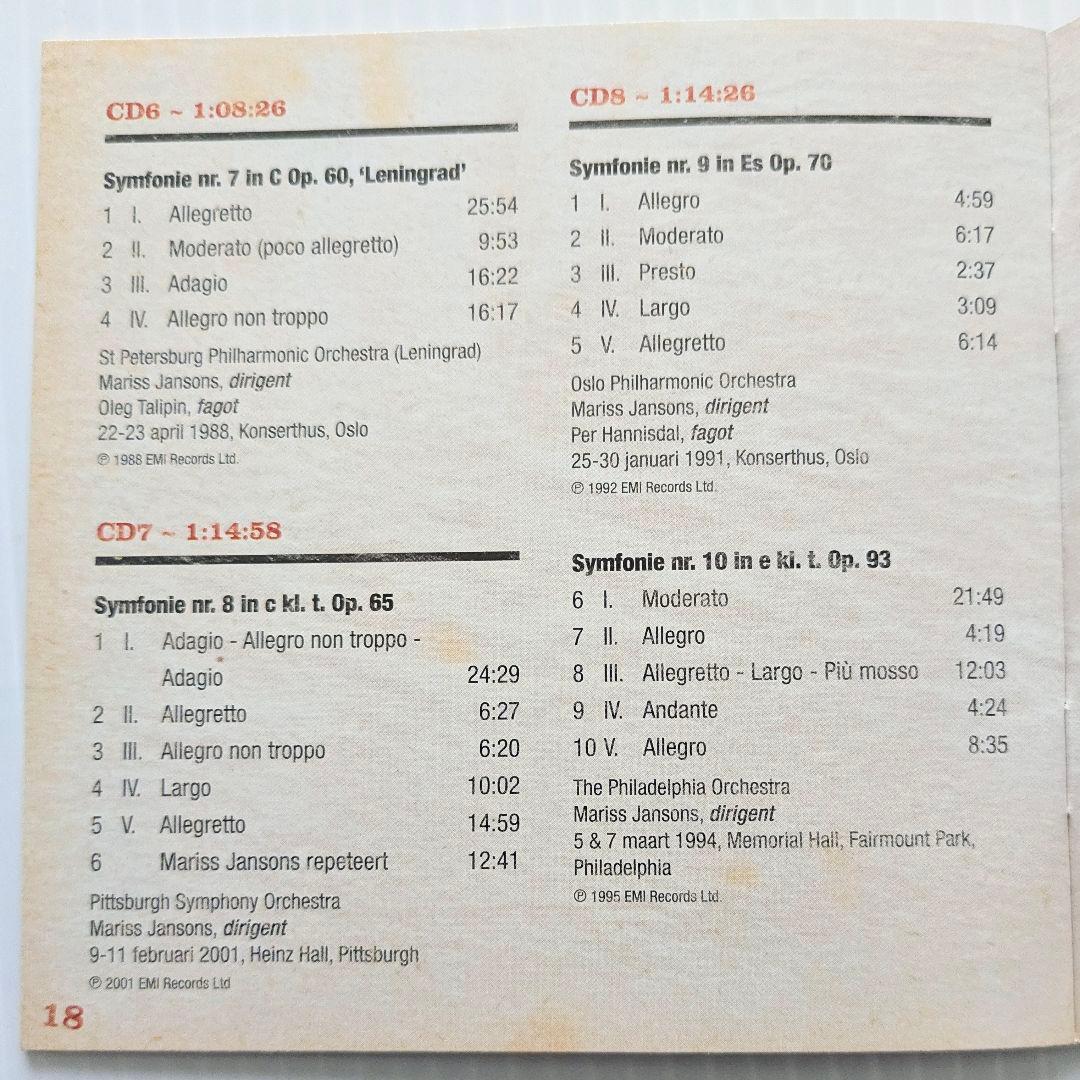 CD6 ~ 1:08:26
Symfonie nr. 7 in C Op. 60, ‘Leningrad’
1 I. Allegretto 25:54
2 II. Moderato (poco allegretto) 9:53
3 III. Adagio 16:22
4 IV. Allegro non troppo 16:17
St Petersburg Philharmonic Orchestra (Leningrad)
Mariss Jansons, dirigent
Oleg Talipin, fagot
22-23 april 1988, Konserthus, Oslo
℗ 1988 EMI Records Ltd.
CD7 ~ 1:14:58
Symfonie nr. 8 in c kl. t. Op. 65
1 I. Adagio - Allegro non troppo -
Adagio 24:29
2 II. Allegretto 6:27
3 III. Allegro non troppo 6:20
4 IV. Largo 10:02
5 V. Allegretto 14:59
6 Mariss Jansons repeteert 12:41
Pittsburgh Symphony Orchestra
Mariss Jansons, dirigent
9-11 februari 2001, Heinz Hall, Pittsburgh
℗ 2001 EMI Records Ltd
18
CD8 ~ 1:14:26
Symfonie nr. 9 in Es Op. 70
1 I. Allegro 4:59
2 II. Moderato 6:17
3 III. Presto 2:37
4 IV. Largo 3:09
5 V. Allegretto 6:14
Oslo Philharmonic Orchestra
Mariss Jansons, dirigent
Per Hannisdal, fagot
25-30 januari 1991, Konserthus, Oslo
℗ 1992 EMI Records Ltd.
Symfonie nr. 10 in e kl. t. Op. 93
6 I. Moderato 21:49
7 II. Allegro 4:19
8 III. Allegretto - Largo - Più mosso 12:03
9 IV. Andante 4:24
10 V. Allegro 8:35
The Philadelphia Orchestra
Mariss Jansons, dirigent
5 & 7 maart 1994, Memorial Hall, Fairmount Park,
Philadelphia
℗ 1995 EMI Records Ltd.